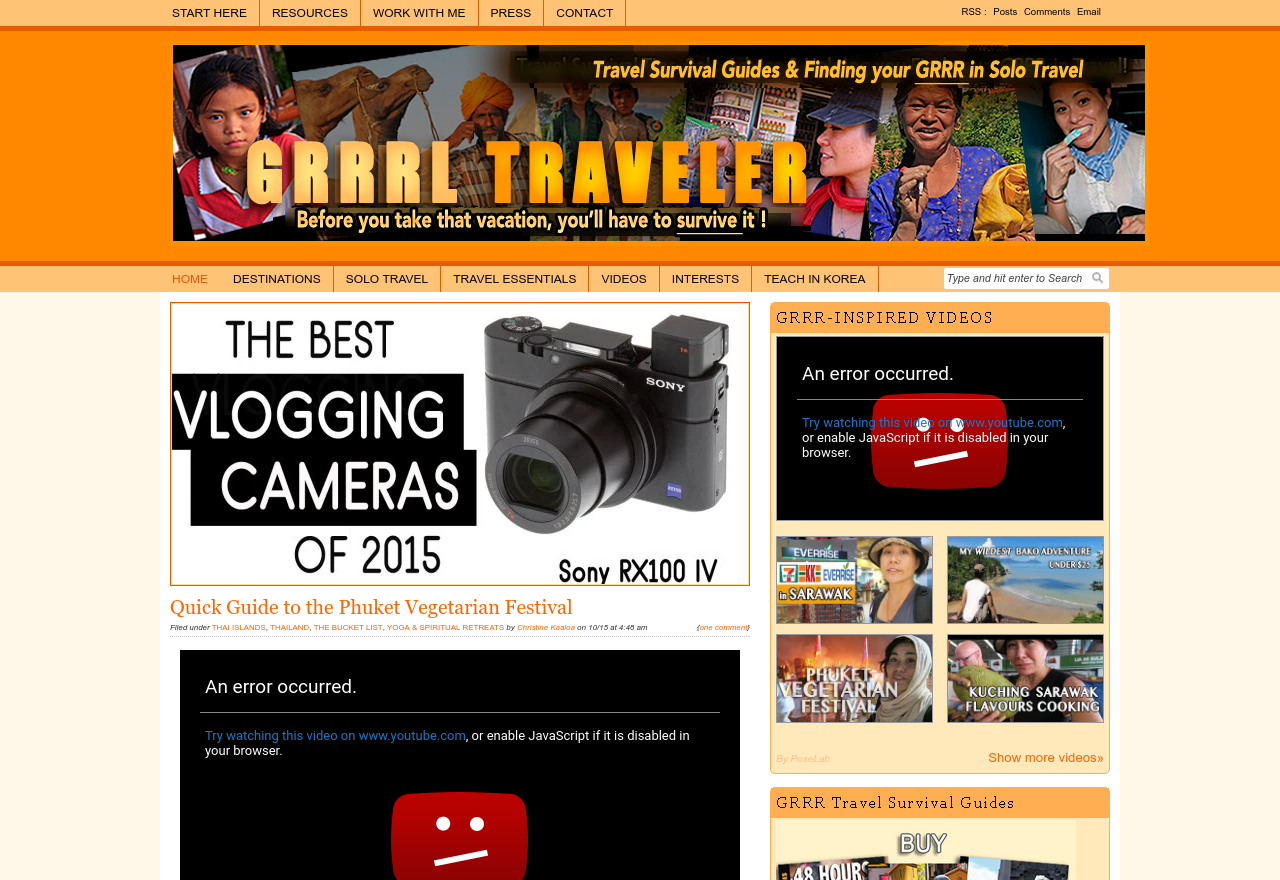 START HERE
RESOURCES
WORK WITH ME
PRESS
CONTACT
RSS : Posts Comments Email
Travel Survival Guides & Finding your GRRR in Solo Travel
GRRRL TRAVELER
Before you take that vacation, you'll have to survive it !
HOME
DESTINATIONS
SOLO TRAVEL
TRAVEL ESSENTIALS
VIDEOS
INTERESTS
TEACH IN KOREA
Type and hit enter to Search
THE BEST
VLOGGING
CAMERAS
OF 2015
SONY
Sony RX100 IV
Quick Guide to the Phuket Vegetarian Festival
Filed under THAI ISLANDS, THAILAND, THE BUCKET LIST, YOGA & SPIRITUAL RETREATS by Christine Kaaloa on 10/15 at 4:46 am
{one comment}
An error occurred.
Try watching this video on www.youtube.com, or enable JavaScript if it is disabled in
your browser.
GRRR-INSPIRED VIDEOS
An error occurred.
Try watching this video on www.youtube.com,
or enable JavaScript if it is disabled in your
browser.
EVERRISE
EVERRISE
in SARAWAK
MY WILDEST BAKO ADVENTURE
UNDER $25
PHUKET
VEGETARIAN
FESTIVAL
KUCHING SARAWAK
FLAVOURS COOKING
By PoseLab
Show more videos»
GRRR Travel Survival Guides
BUY
48 HOUR